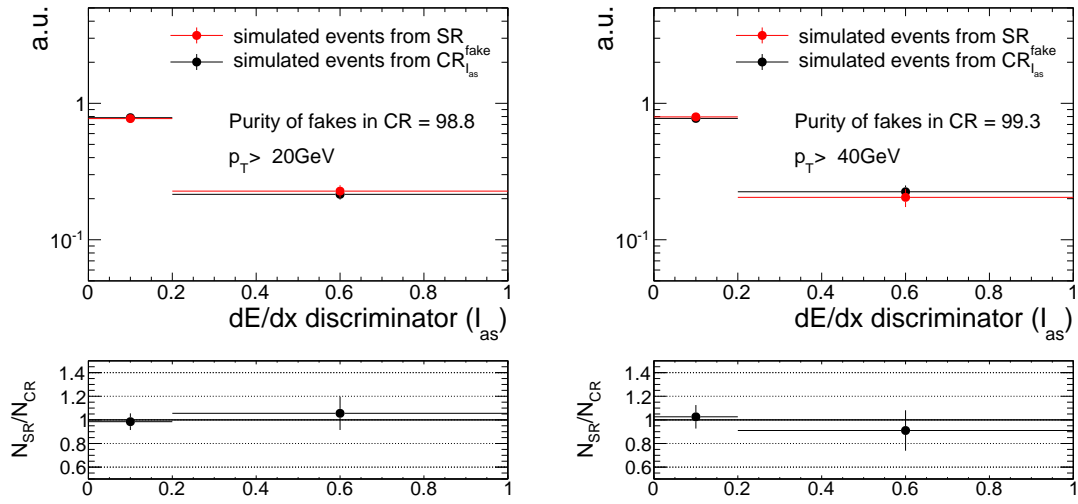 a.u.
simulated events from SR
simulated events from CR^fake_I_as
Purity of fakes in CR = 98.8
p_T> 20GeV
1
10^-1
0 0.2 0.4 0.6 0.8 1
dE/dx discriminator (I_as)
N_SR/N_CR
1.4
1.2
1
0.8
0.6
0 0.2 0.4 0.6 0.8 1
a.u.
simulated events from SR
simulated events from CR^fake_I_as
Purity of fakes in CR = 99.3
p_T> 40GeV
1
10^-1
0 0.2 0.4 0.6 0.8 1
dE/dx discriminator (I_as)
N_SR/N_CR
1.4
1.2
1
0.8
0.6
0 0.2 0.4 0.6 0.8 1